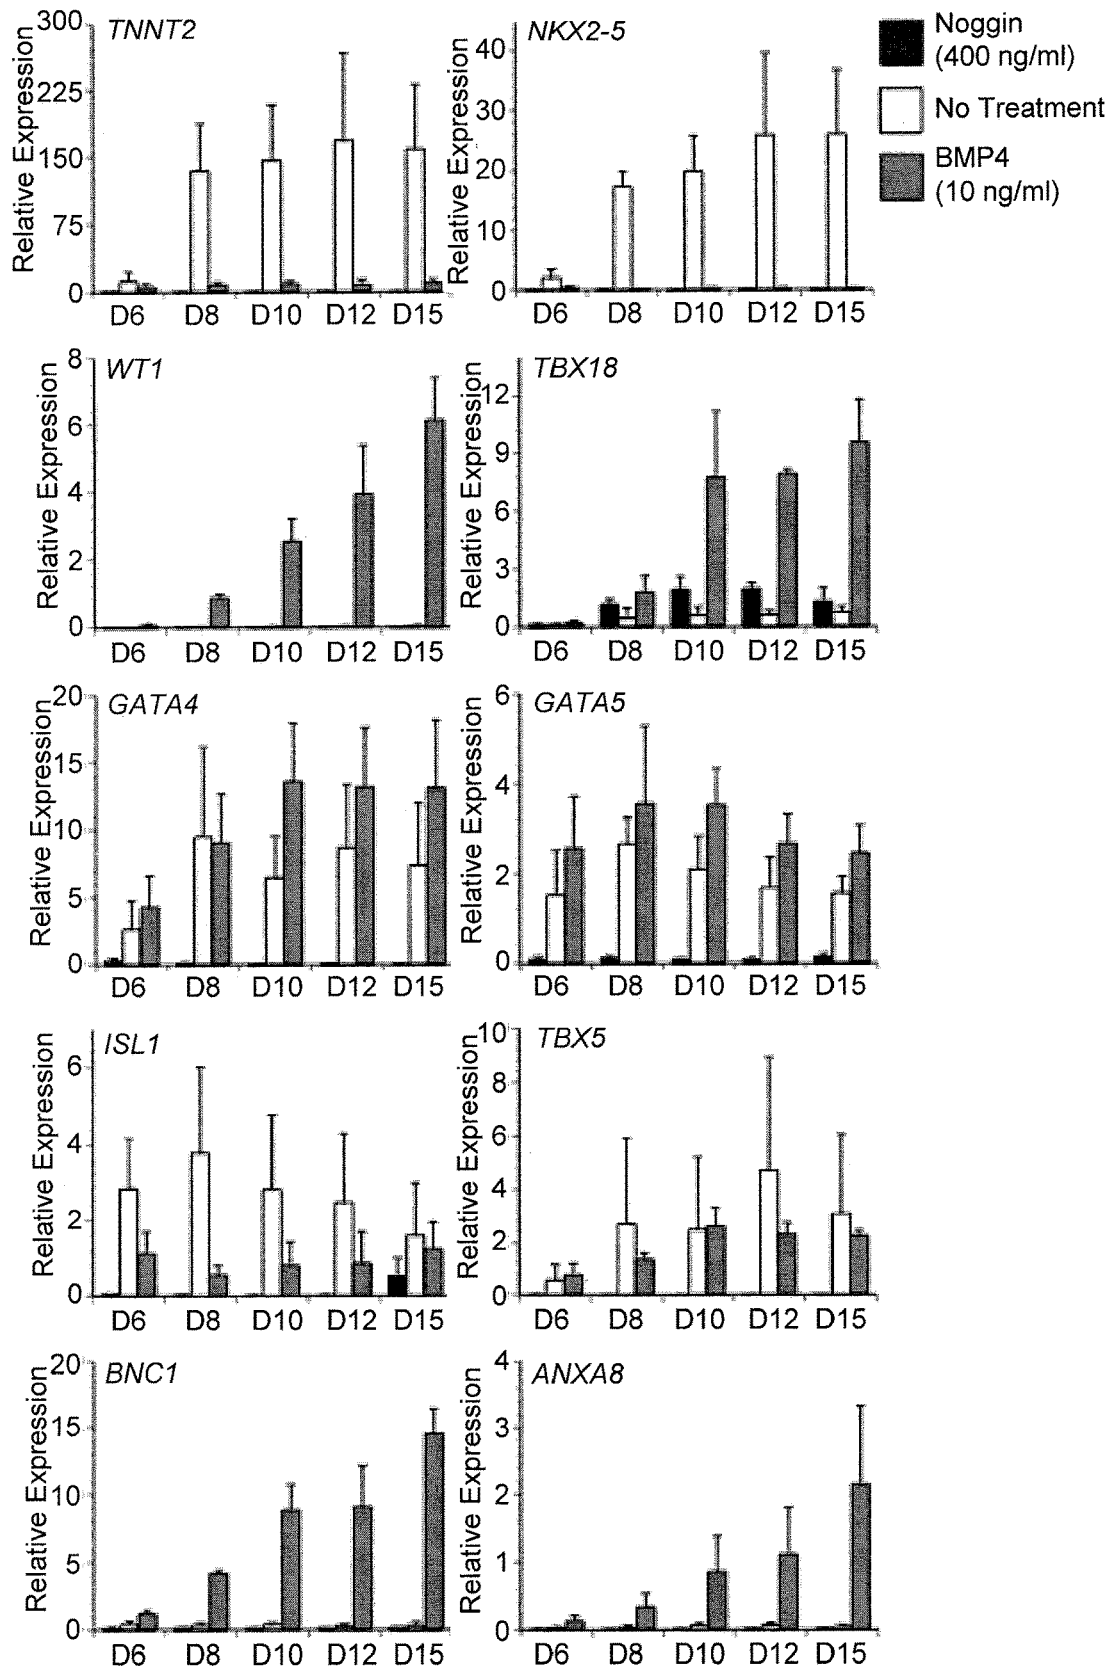 TNNT2
Relative Expression
300
225
150
75
0
D6 D8 D10 D12 D15
NKX2-5
Relative Expression
40
30
20
10
0
D6 D8 D10 D12 D15
Noggin
(400 ng/ml)
No Treatment
BMP4
(10 ng/ml)
WT1
Relative Expression
8
6
4
2
0
D6 D8 D10 D12 D15
TBX18
Relative Expression
12
9
6
3
0
D6 D8 D10 D12 D15
GATA4
Relative Expression
20
15
10
5
0
D6 D8 D10 D12 D15
GATA5
Relative Expression
6
4
2
0
D6 D8 D10 D12 D15
ISL1
Relative Expression
6
4
2
0
D6 D8 D10 D12 D15
TBX5
Relative Expression
10
8
6
4
2
0
D6 D8 D10 D12 D15
BNC1
Relative Expression
20
15
10
5
0
D6 D8 D10 D12 D15
ANXA8
Relative Expression
4
3
2
1
0
D6 D8 D10 D12 D15